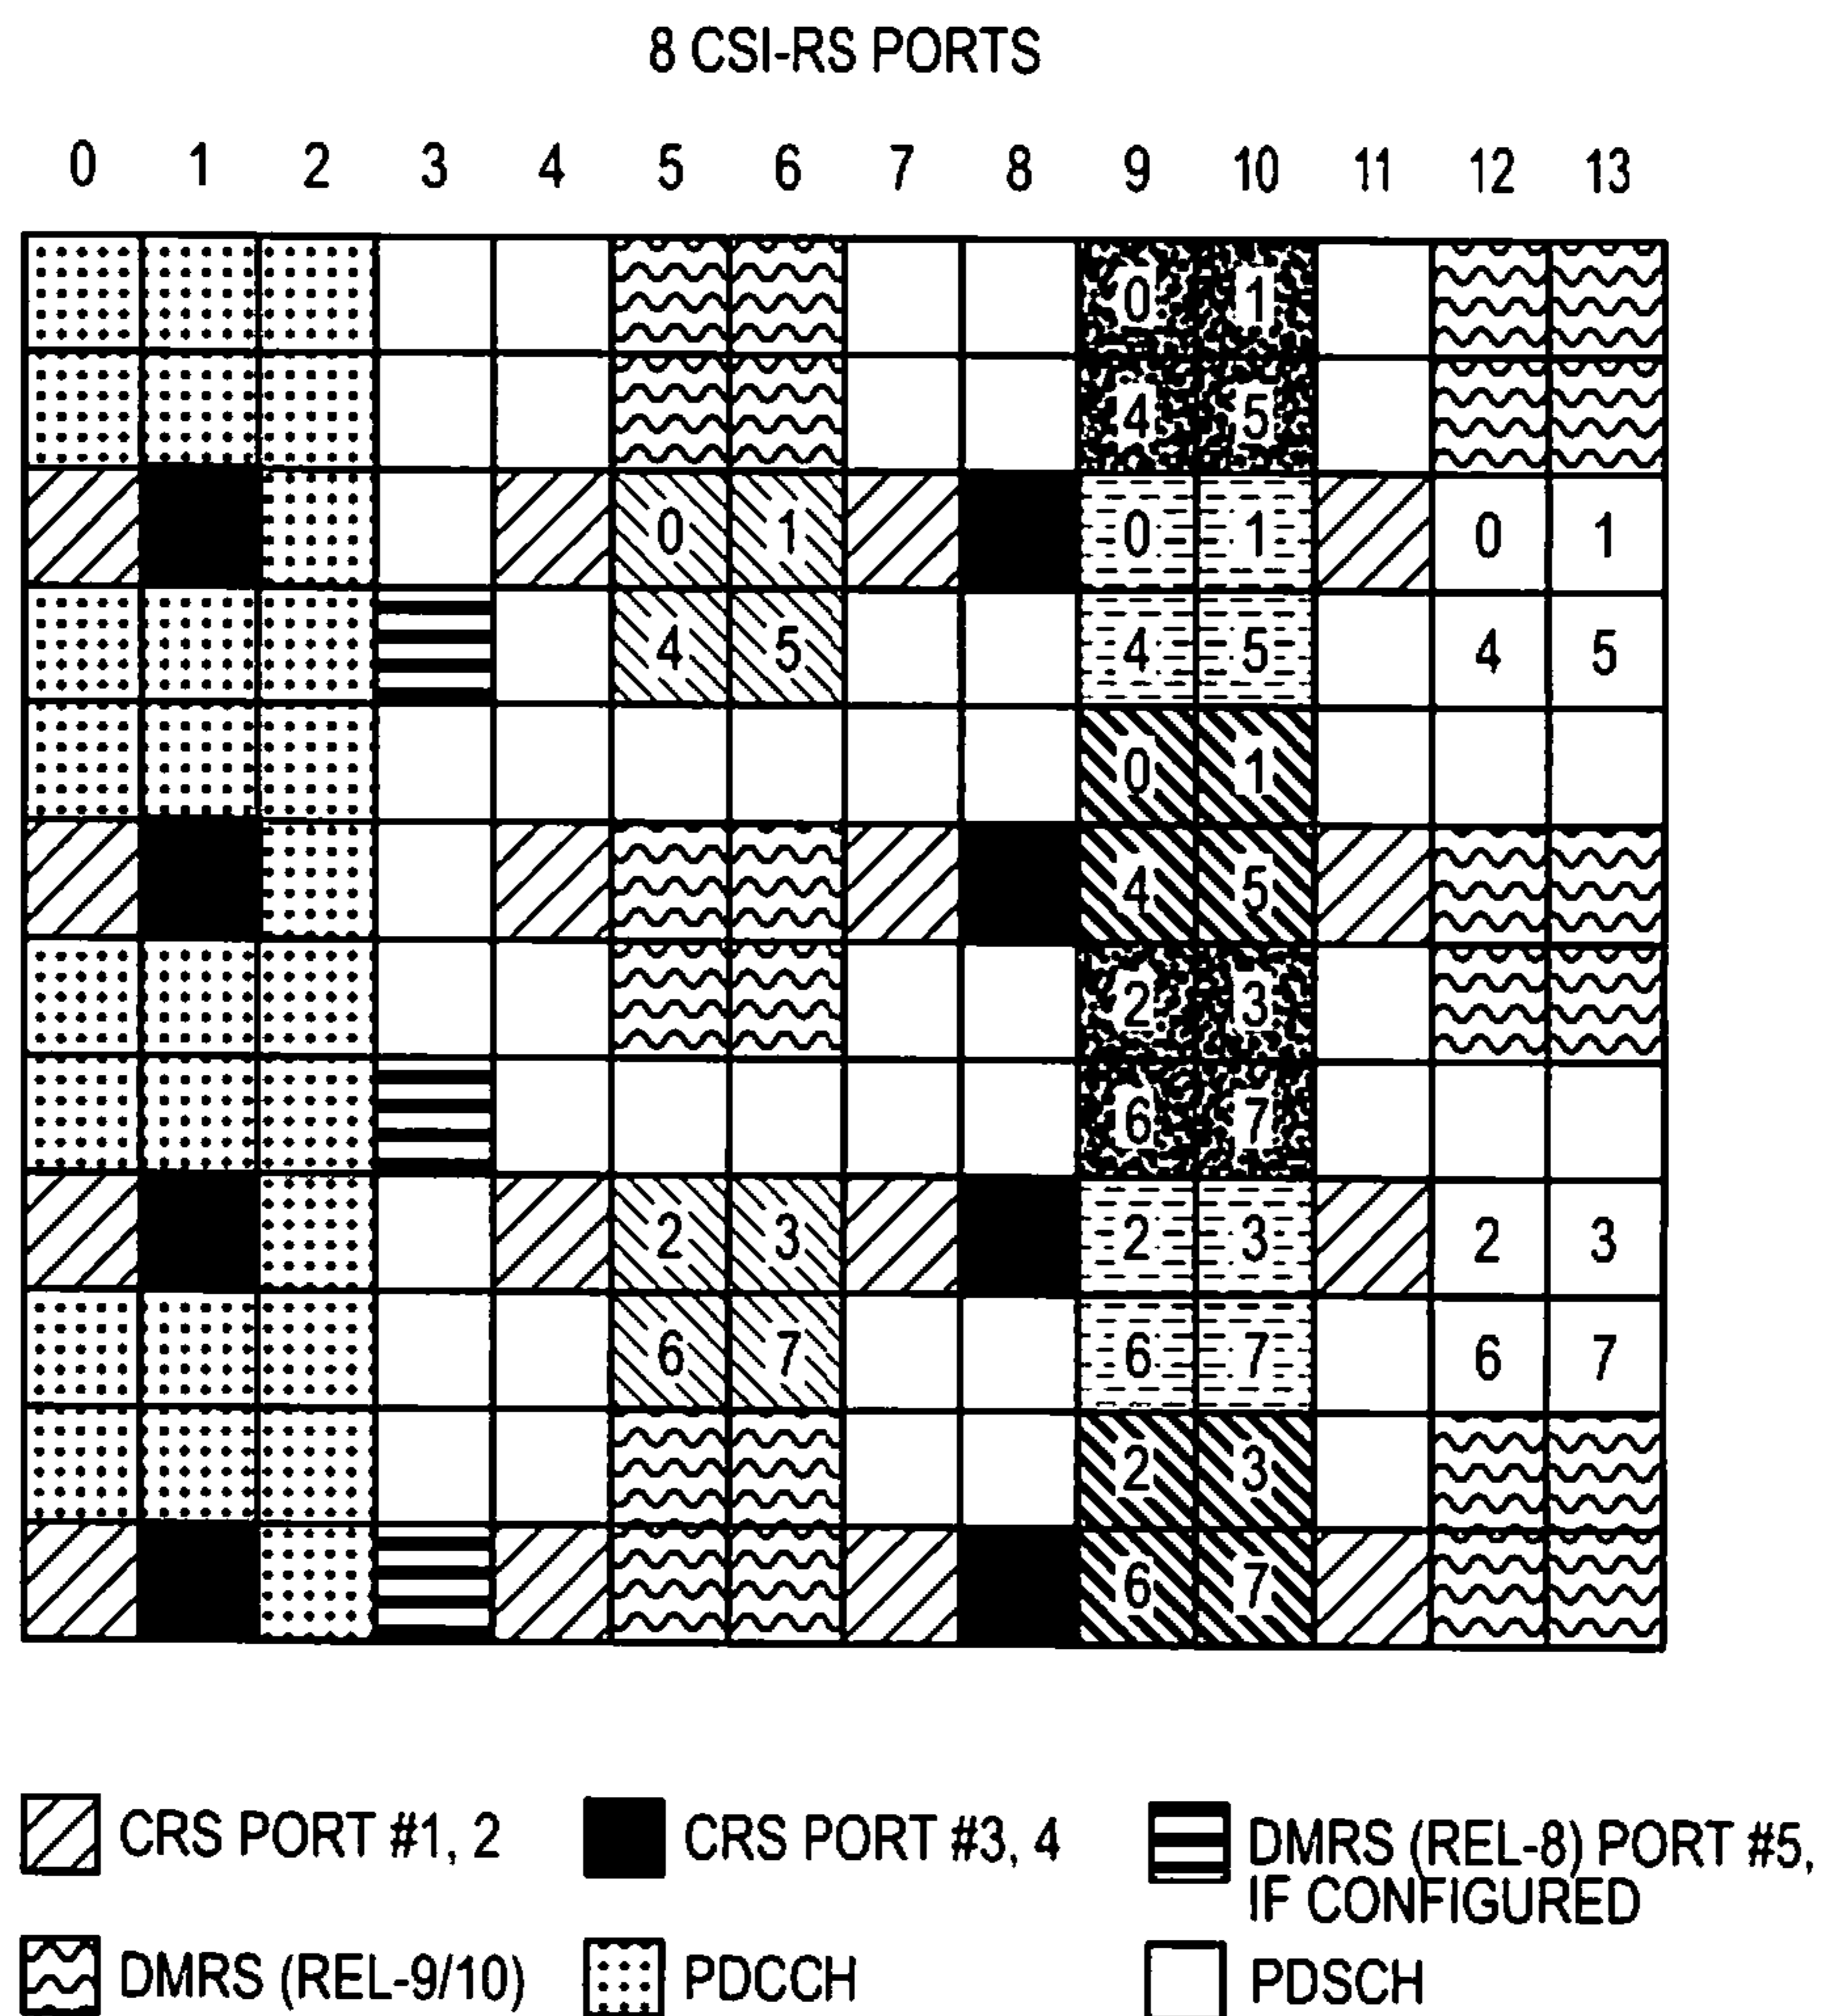 8 CSI-RS PORTS
0 1 2 3 4 5 6 7 8 9 10 11 12 13
0 1
4 5
0 1 0 1 0 1
4 5 4 5 4 5
0 1
4 5
2 3
6 7
2 3 2 3 2 3
6 7 6 7 6 7
2 3
6 7
CRS PORT #1, 2
CRS PORT #3, 4
DMRS (REL-8) PORT #5,
IF CONFIGURED
DMRS (REL-9/10)
PDCCH
PDSCH